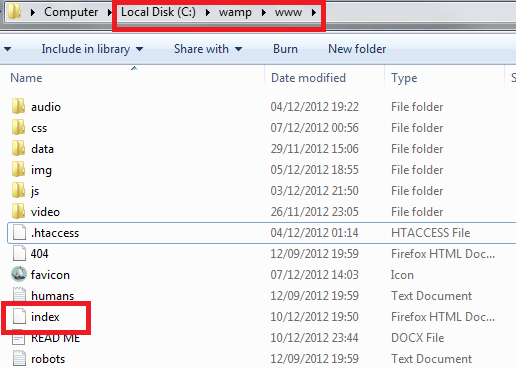 Computer Local Disk (C:) wamp www
Include in library Share with Burn New folder
Name Date modified Type S
audio 04/12/2012 19:22 File folder
css 07/12/2012 00:56 File folder
data 29/11/2012 15:06 File folder
img 05/12/2012 18:55 File folder
js 03/12/2012 21:50 File folder
video 26/11/2012 23:05 File folder
.htaccess 04/12/2012 01:14 HTACCESS File
404 12/09/2012 19:59 Firefox HTML Doc...
favicon 07/12/2012 14:03 Icon
humans 12/09/2012 19:59 Text Document
index 10/12/2012 19:50 Firefox HTML Doc...
READ ME 10/12/2012 23:44 DOCX File
robots 12/09/2012 19:59 Text Document